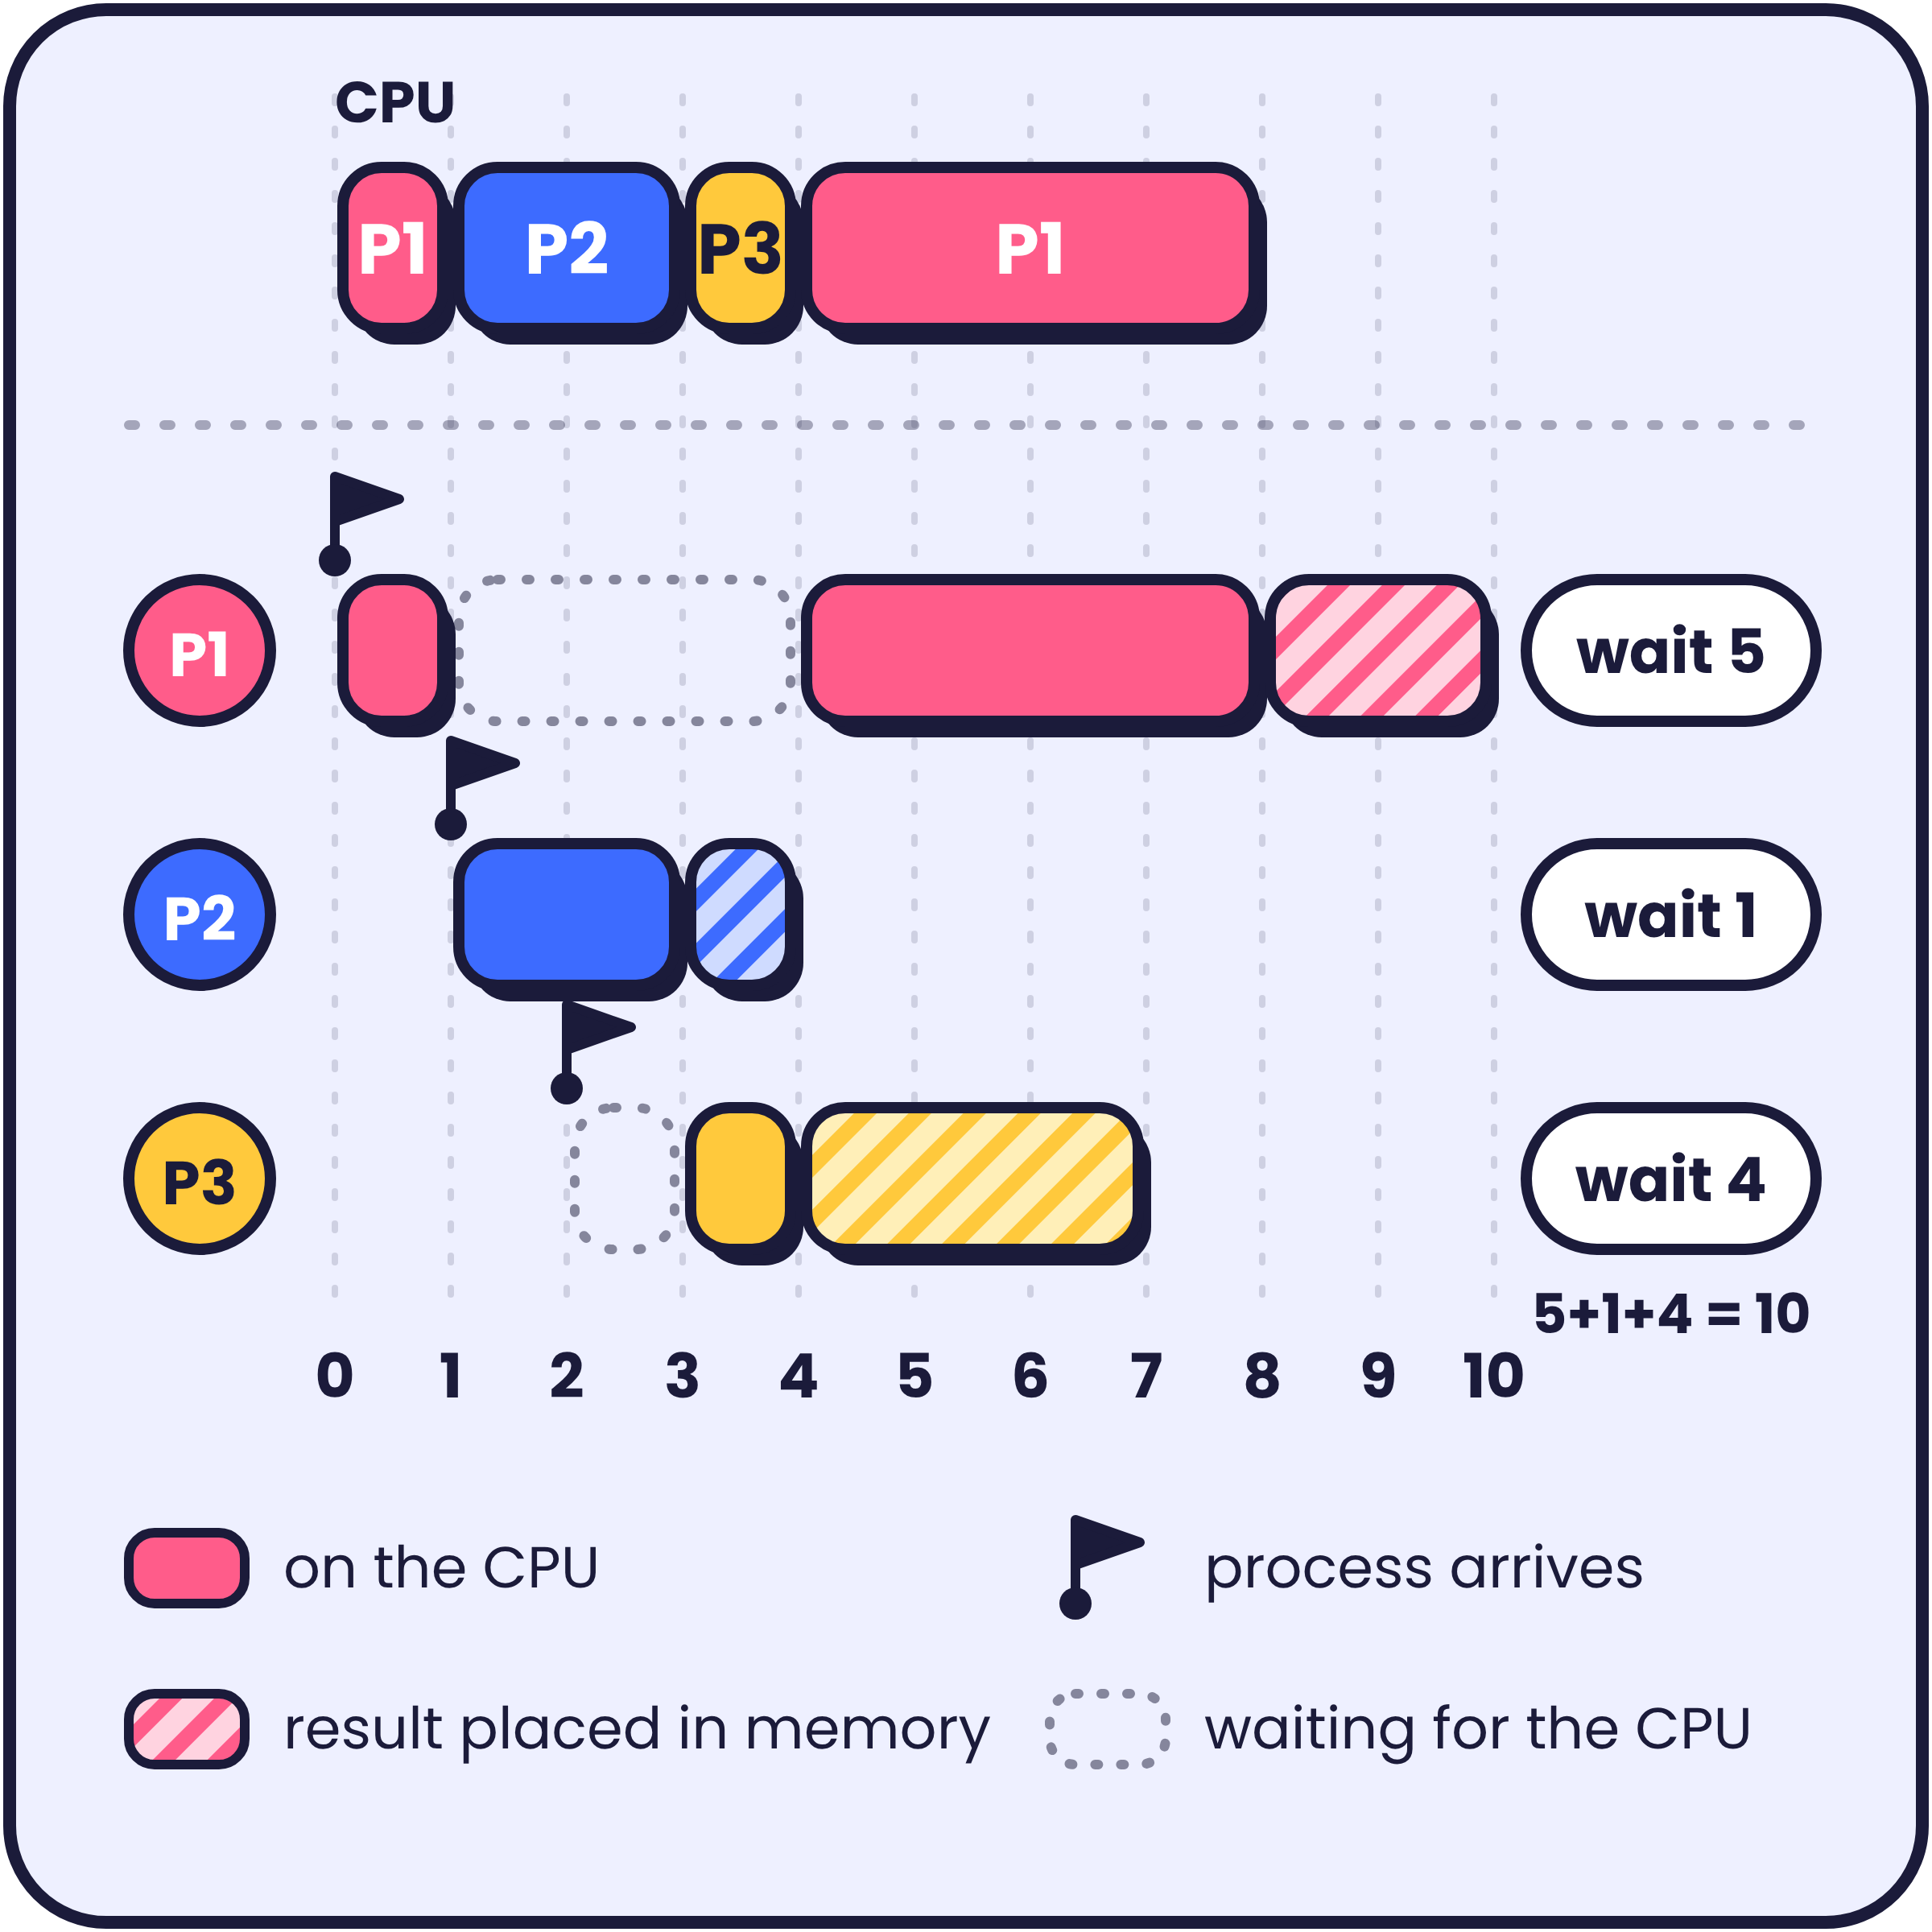 CPU
P1 P2 P3 P1
P1 wait 5
P2 wait 1
P3 wait 4
5+1+4 = 10
0 1 2 3 4 5 6 7 8 9 10
on the CPU process arrives
result placed in memory waiting for the CPU